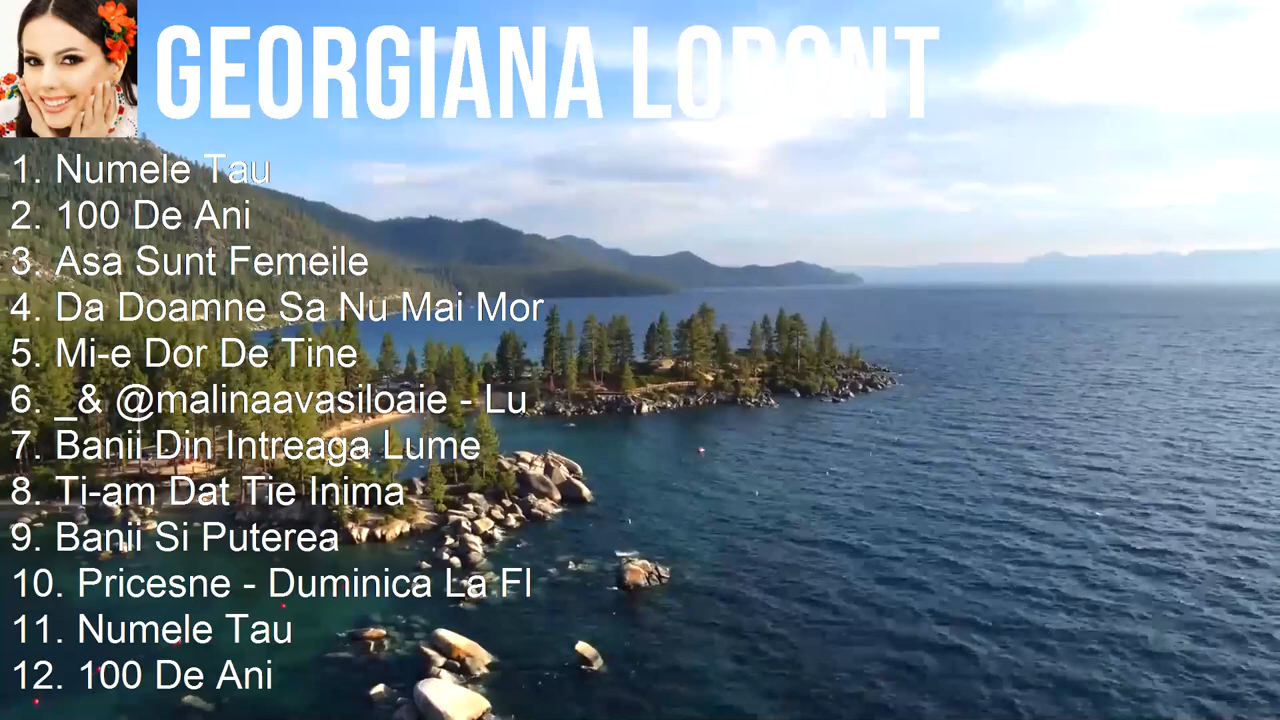 GEORGIANA LOBONT
1. Numele Tau
2. 100 De Ani
3. Asa Sunt Femeile
4. Da Doamne Sa Nu Mai Mor
5. Mi-e Dor De Tine
6. _& @malinaavasiloaie - Lu
7. Banii Din Intreaga Lume
8. Ti-am Dat Tie Inima
9. Banii Si Puterea
10. Pricesne - Duminica La Fl
11. Numele Tau
12. 100 De Ani